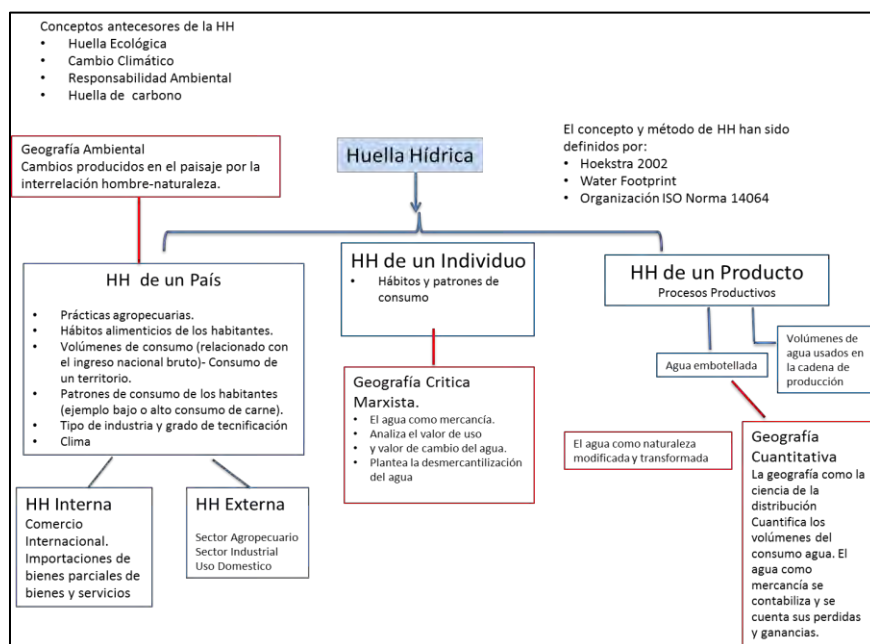 Conceptos antecesores de la HH
• Huella Ecológica
• Cambio Climático
• Responsabilidad Ambiental
• Huella de carbono
Geografía Ambiental
Cambios producidos en el paisaje por la
interrelación hombre-naturaleza.
Huella Hídrica
El concepto y método de HH han sido
definidos por:
• Hoekstra 2002
• Water Footprint
• Organización ISO Norma 14064
HH de un País
• Prácticas agropecuarias.
• Hábitos alimenticios de los habitantes.
• Volúmenes de consumo (relacionado con
el ingreso nacional bruto)- Consumo de
un territorio.
• Patrones de consumo de los habitantes
(ejemplo bajo o alto consumo de carne).
• Tipo de industria y grado de tecnificación
• Clima
HH de un Individuo
• Hábitos y patrones de
consumo
HH de un Producto
Procesos Productivos
Agua embotellada
Volúmenes de
agua usados en
la cadena de
producción
Geografía Critica
Marxista.
• El agua como mercancía.
• Analiza el valor de uso
• y valor de cambio del agua.
• Plantea la desmercantilización
del agua
El agua como naturaleza
modificada y transformada
Geografía
Cuantitativa
La geografía como la
ciencia de la
distribución
Cuantifica los
volúmenes del
consumo agua. El
agua como
mercancía se
contabiliza y se
cuenta sus perdidas
y ganancias.
HH Interna
Comercio
Internacional.
Importaciones de
bienes parciales de
bienes y servicios
HH Externa
Sector Agropecuario
Sector Industrial
Uso Domestico